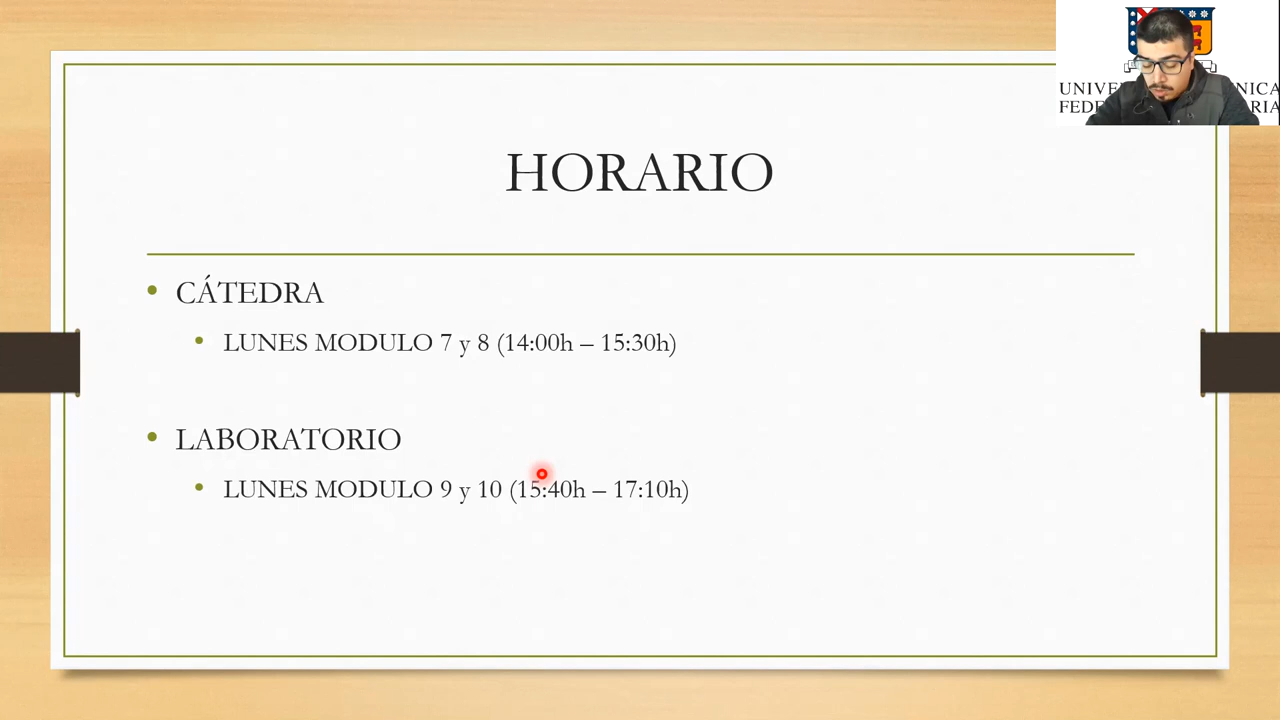 HORARIO
• CÁTEDRA
• LUNES MODULO 7 y 8 (14:00h – 15:30h)
• LABORATORIO
• LUNES MODULO 9 y 10 (15:40h – 17:10h)